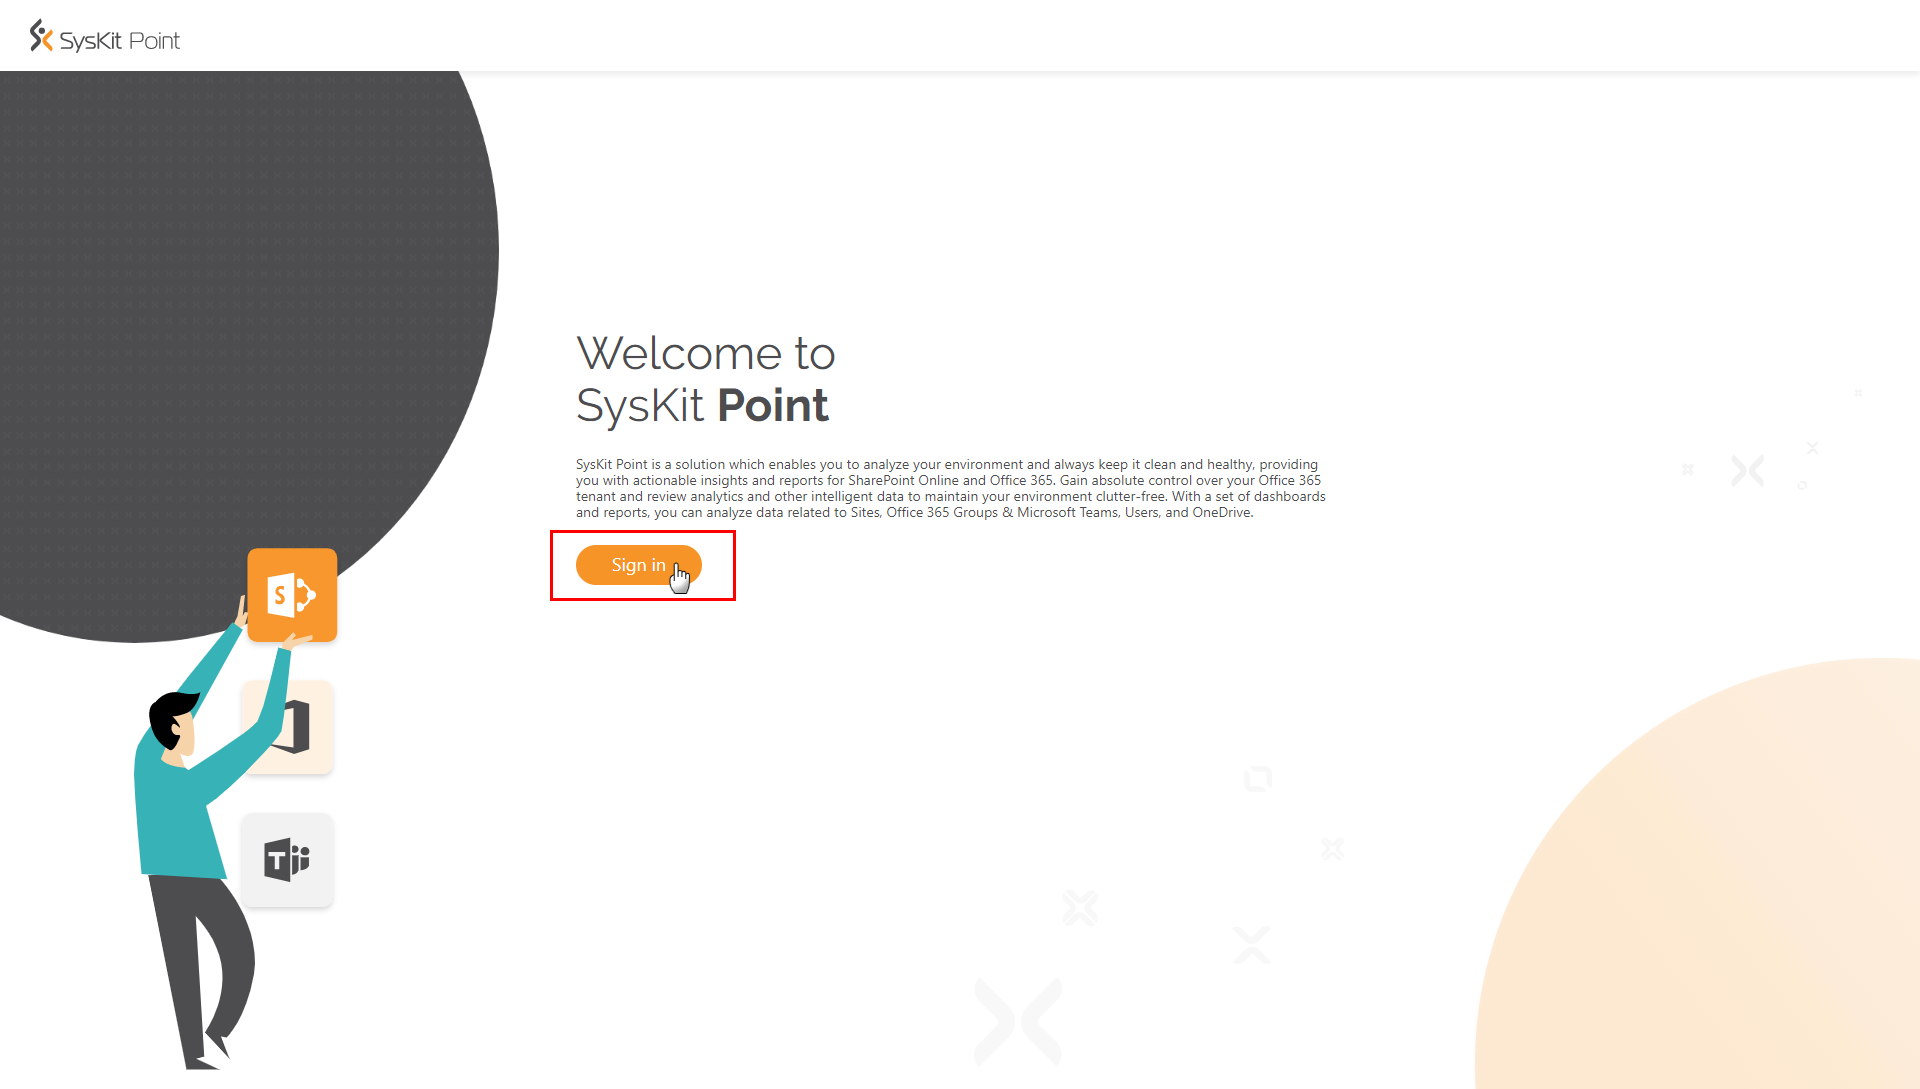 SysKit Point
Welcome to
SysKit Point
SysKit Point is a solution which enables you to analyze your environment and always keep it clean and healthy, providing
you with actionable insights and reports for SharePoint Online and Office 365. Gain absolute control over your Office 365
tenant and review analytics and other intelligent data to maintain your environment clutter-free. With a set of dashboards
and reports, you can analyze data related to Sites, Office 365 Groups & Microsoft Teams, Users, and OneDrive.
Sign in
S
T